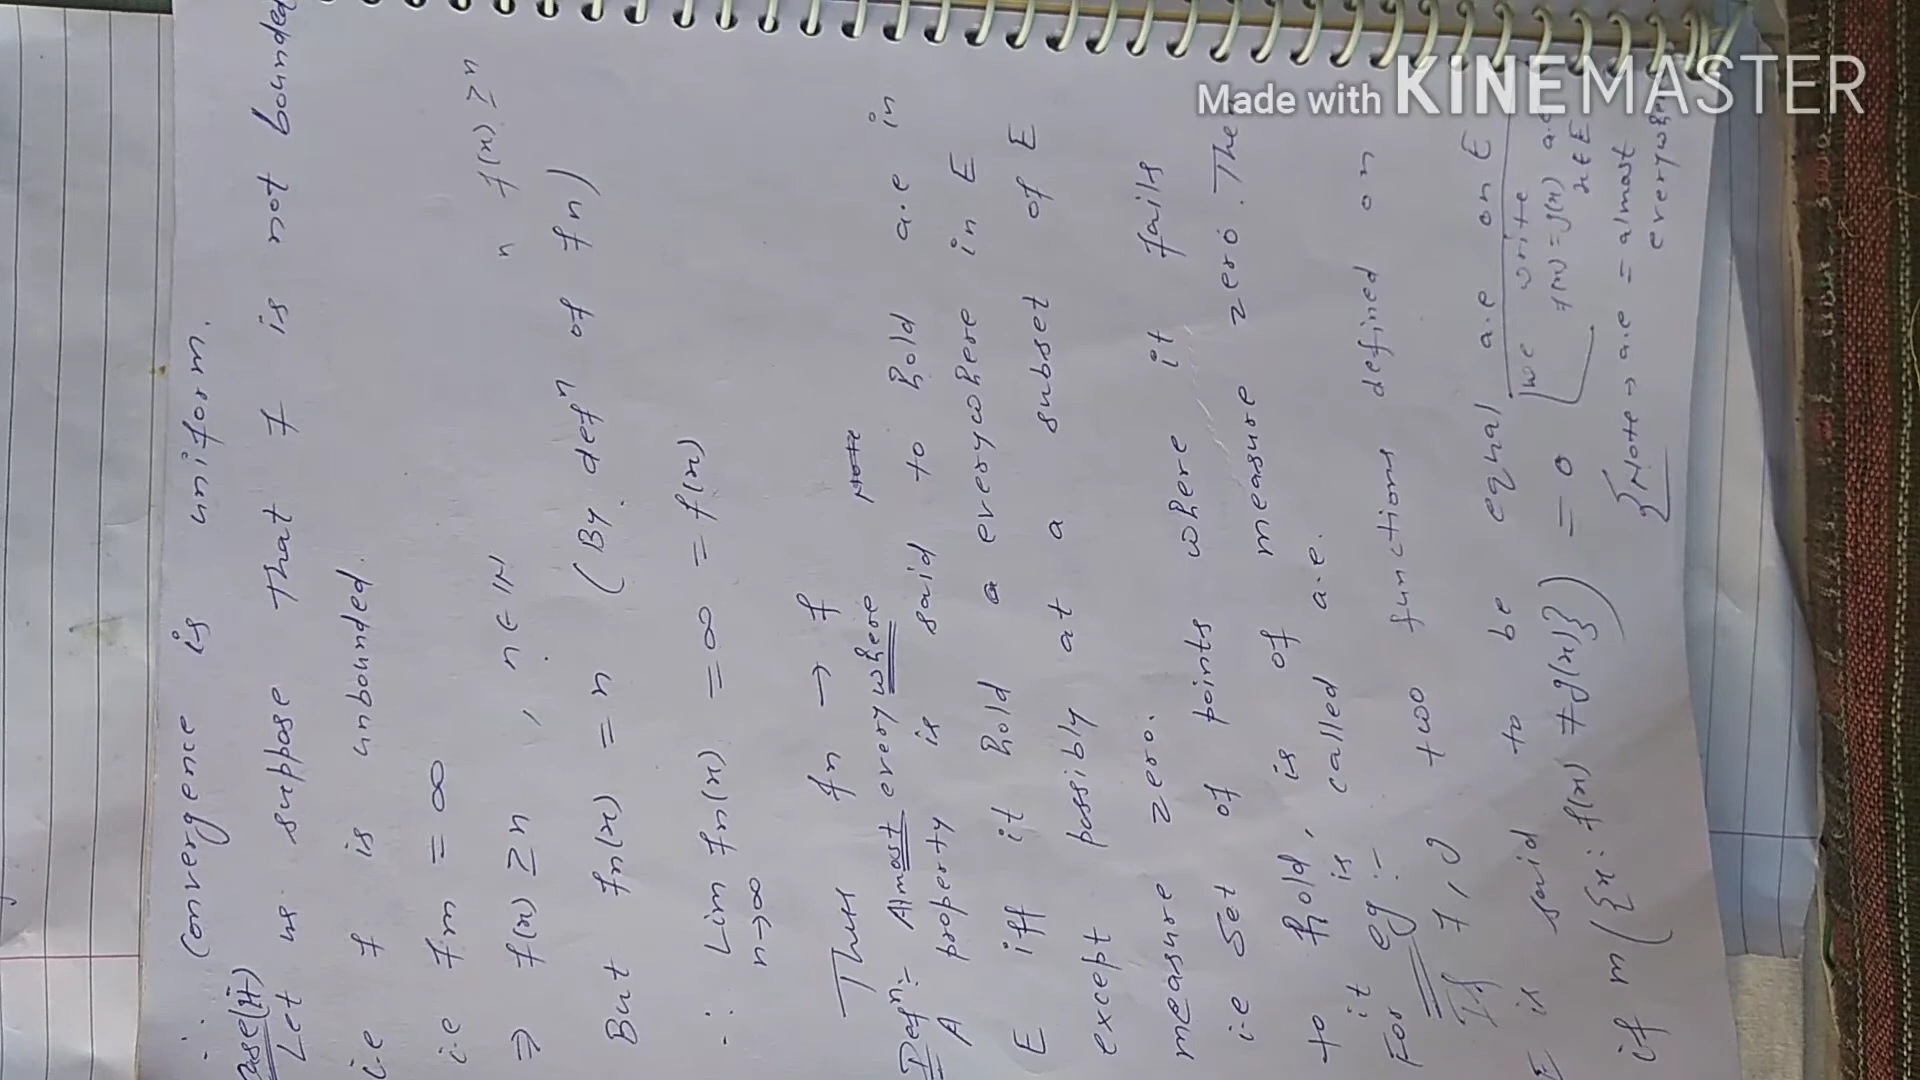 ∴ Convergence is uniform.
Case(ii)
Let us suppose that f is not bounded
i.e f is unbounded.
i.e fm = ∞
⇒ f(x) ≥ n , n ∈ IN n f(x) ≥ n
But fn(x) = n (By defⁿ of fn)
∴ Lim fn(x) = ∞ = f(x)
n→∞
Then fn → f
Defⁿ:- Almost everywhere
A property is said to hold a.e in
E iff it hold a everywhere in E
except possibly at a subset of E
measure zero.
i.e Set of points where it fails
to hold, is of measure zero. Then
it is called a.e.
For eg :-
If f, g two functions defined on
E is said to be equal a.e on E
if m({x: f(x) ≠ g(x)}) = 0
we write
f(x) = g(x) a.e
x ∈ E
{Note → a.e = almost
everywhere
Made with KINEMASTER